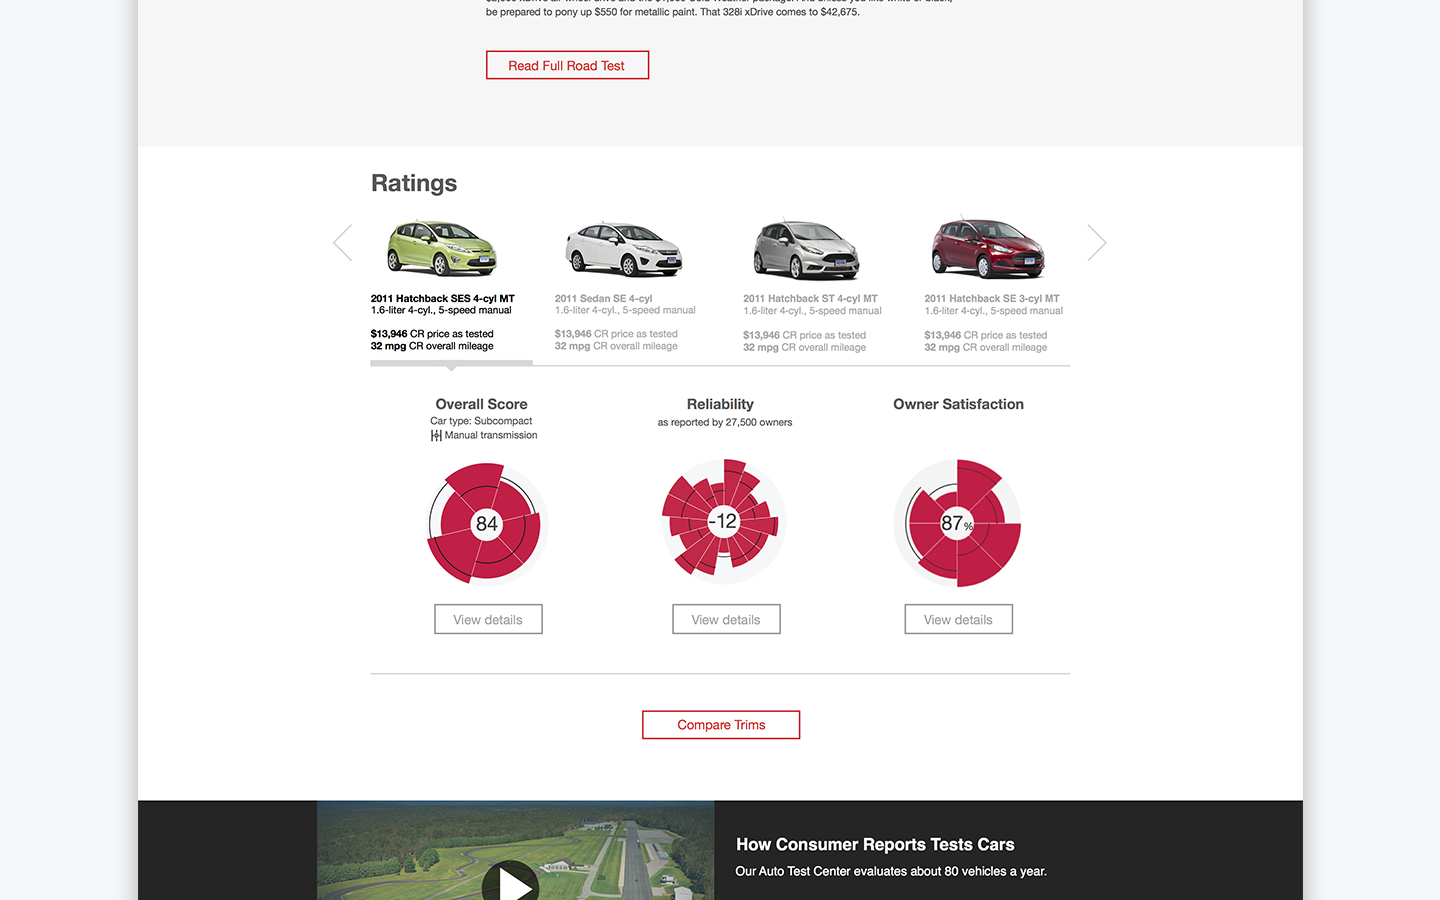 be prepared to pony up $550 for metallic paint. That 328i xDrive comes to $42,675.
Read Full Road Test
Ratings
2011 Hatchback SES 4-cyl MT
1.6-liter 4-cyl., 5-speed manual
$13,946 CR price as tested
32 mpg CR overall mileage
2011 Sedan SE 4-cyl
1.6-liter 4-cyl., 5-speed manual
$13,946 CR price as tested
32 mpg CR overall mileage
2011 Hatchback ST 4-cyl MT
1.6-liter 4-cyl., 5-speed manual
$13,946 CR price as tested
32 mpg CR overall mileage
2011 Hatchback SE 3-cyl MT
1.6-liter 4-cyl., 5-speed manual
$13,946 CR price as tested
32 mpg CR overall mileage
Overall Score
Car type: Subcompact
Manual transmission
84
View details
Reliability
as reported by 27,500 owners
-12
View details
Owner Satisfaction
87%
View details
Compare Trims
How Consumer Reports Tests Cars
Our Auto Test Center evaluates about 80 vehicles a year.